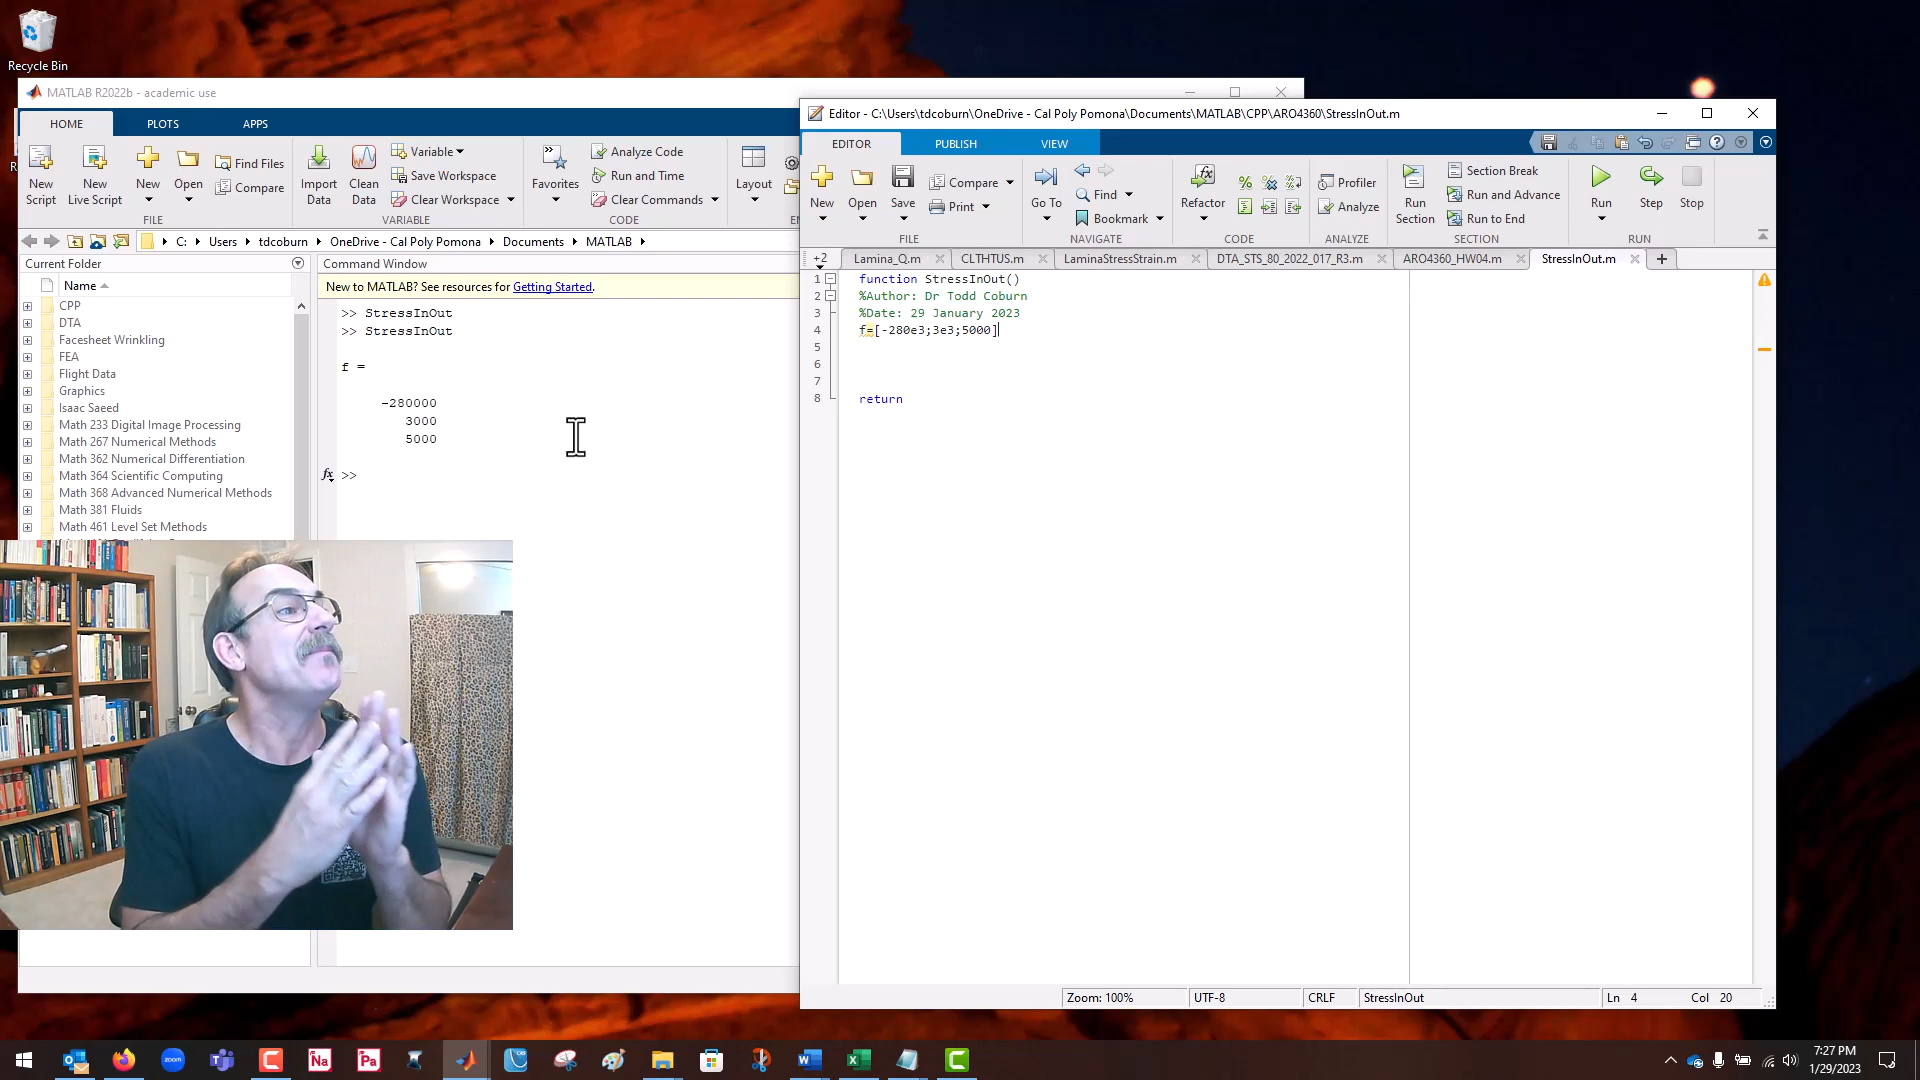 Recycle Bin
MATLAB R2022b - academic use
HOME PLOTS APPS
New Script
New Live Script
New
Open
Find Files
Compare
FILE
Import Data
Clean Data
Variable
Save Workspace
Clear Workspace
VARIABLE
Favorites
Analyze Code
Run and Time
Clear Commands
CODE
Layout
C: Users tdcoburn OneDrive - Cal Poly Pomona Documents MATLAB
Current Folder
Name
CPP
DTA
Facesheet Wrinkling
FEA
Flight Data
Graphics
Isaac Saeed
Math 233 Digital Image Processing
Math 267 Numerical Methods
Math 362 Numerical Differentiation
Math 364 Scientific Computing
Math 368 Advanced Numerical Methods
Math 381 Fluids
Math 461 Level Set Methods
Command Window
New to MATLAB? See resources for Getting Started.
>> StressInOut
>> StressInOut
f =
-280000
3000
5000
fx >>
Editor - C:\Users\tdcoburn\OneDrive - Cal Poly Pomona\Documents\MATLAB\CPP\ARO4360\StressInOut.m
EDITOR PUBLISH VIEW
New
Open
Save
Compare
Print
FILE
Go To
Find
Bookmark
NAVIGATE
Refactor
CODE
Profiler
Analyze
ANALYZE
Run Section
Section Break
Run and Advance
Run to End
SECTION
Run
Step
Stop
RUN
+2 Lamina_Q.m CLTHTUS.m LaminaStressStrain.m DTA_STS_80_2022_017_R3.m ARO4360_HW04.m StressInOut.m
1 function StressInOut()
2 %Author: Dr Todd Coburn
3 %Date: 29 January 2023
4 f=[-280e3;3e3;5000]
5
6
7
8 return
Zoom: 100% UTF-8 CRLF StressInOut Ln 4 Col 20
zoom
Na
Pa
7:27 PM
1/29/2023